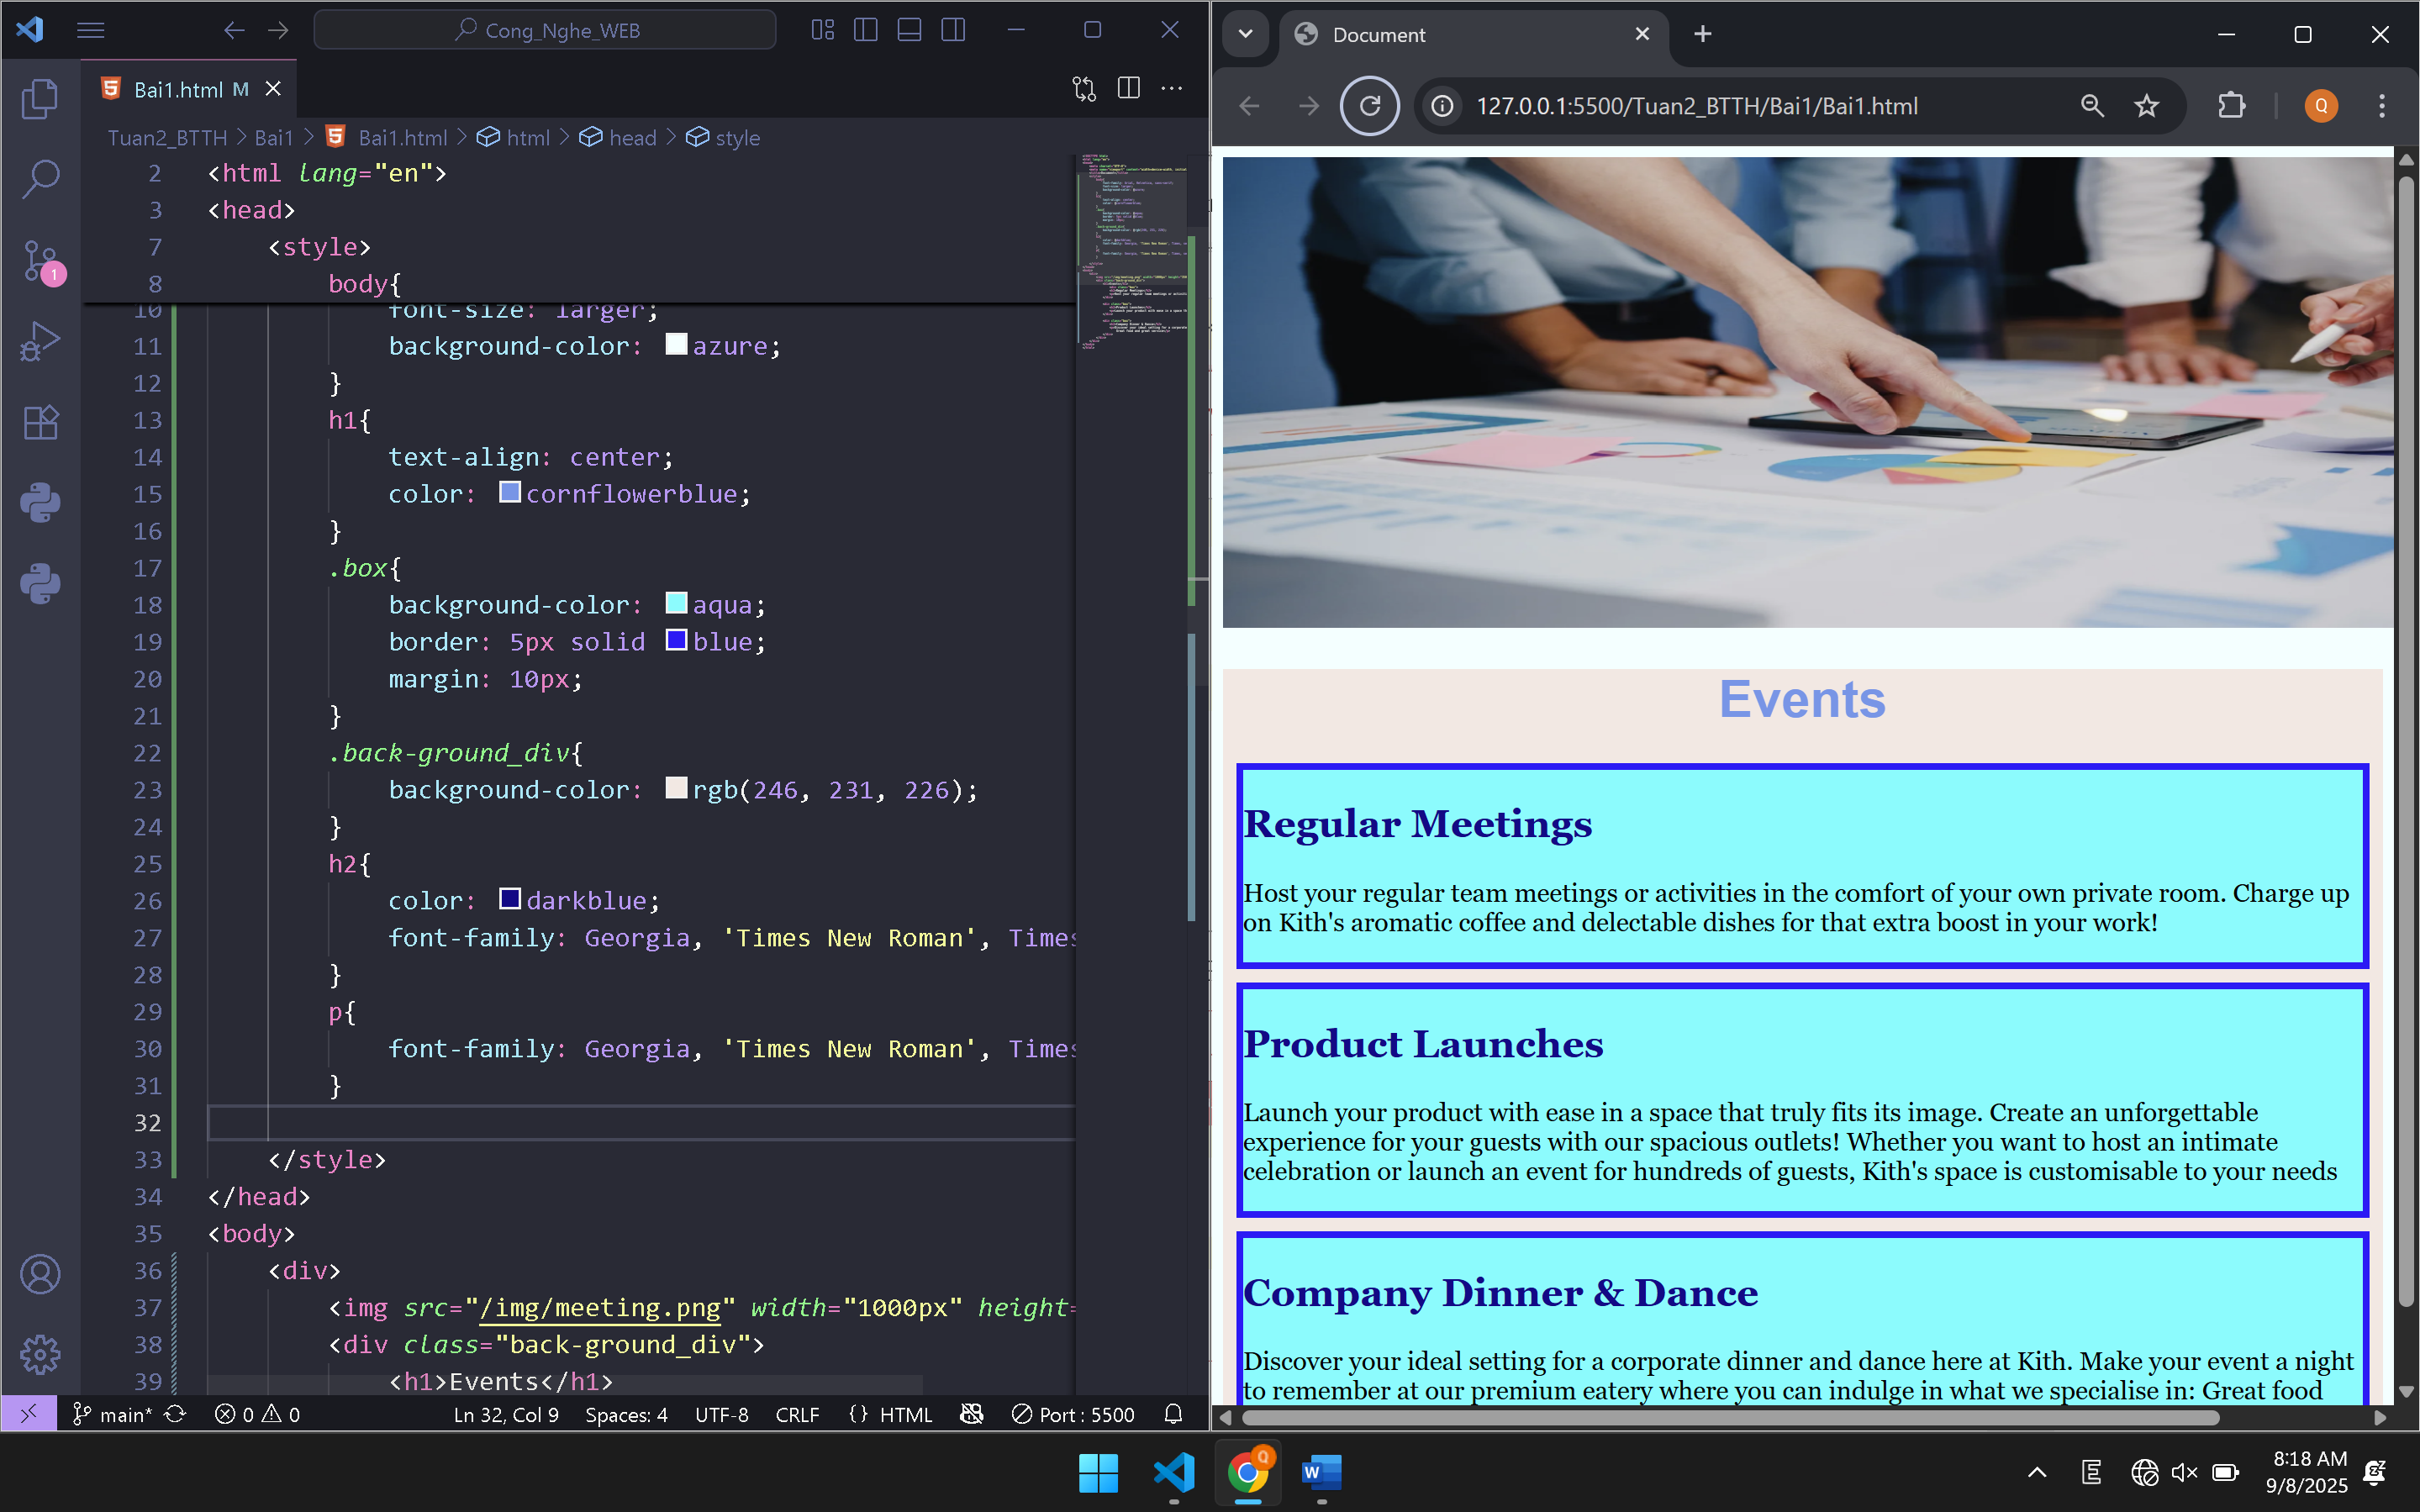 Cong_Nghe_WEB
Bai1.html M
Tuan2_BTTH > Bai1 > Bai1.html > html > head > style
2 <html lang="en">
3 <head>
7 <style>
8 body{
10 font-size: larger;
11 background-color: azure;
12 }
13 h1{
14 text-align: center;
15 color: cornflowerblue;
16 }
17 .box{
18 background-color: aqua;
19 border: 5px solid blue;
20 margin: 10px;
21 }
22 .back-ground_div{
23 background-color: rgb(246, 231, 226);
24 }
25 h2{
26 color: darkblue;
27 font-family: Georgia, 'Times New Roman', Times
28 }
29 p{
30 font-family: Georgia, 'Times New Roman', Times
31 }
32
33 </style>
34 </head>
35 <body>
36 <div>
37 <img src="/img/meeting.png" width="1000px" height=
38 <div class="back-ground_div">
39 <h1>Events</h1>
1
main* 0 0 Ln 32, Col 9 Spaces: 4 UTF-8 CRLF {} HTML Port : 5500
Document
127.0.0.1:5500/Tuan2_BTTH/Bai1/Bai1.html
Q
Events
Regular Meetings
Host your regular team meetings or activities in the comfort of your own private room. Charge up
on Kith's aromatic coffee and delectable dishes for that extra boost in your work!
Product Launches
Launch your product with ease in a space that truly fits its image. Create an unforgettable
experience for your guests with our spacious outlets! Whether you want to host an intimate
celebration or launch an event for hundreds of guests, Kith's space is customisable to your needs
Company Dinner & Dance
Discover your ideal setting for a corporate dinner and dance here at Kith. Make your event a night
to remember at our premium eatery where you can indulge in what we specialise in: Great food
Q
W
E
8:18 AM
9/8/2025